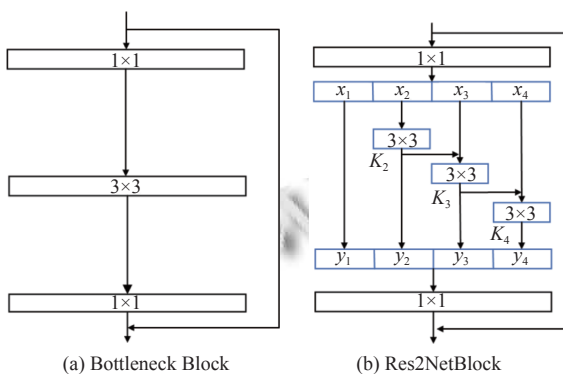 1×1
3×3
1×1
(a) Bottleneck Block
1×1
x₁ x₂ x₃ x₄
3×3
K₂
3×3
K₃
3×3
K₄
y₁ y₂ y₃ y₄
1×1
(b) Res2NetBlock